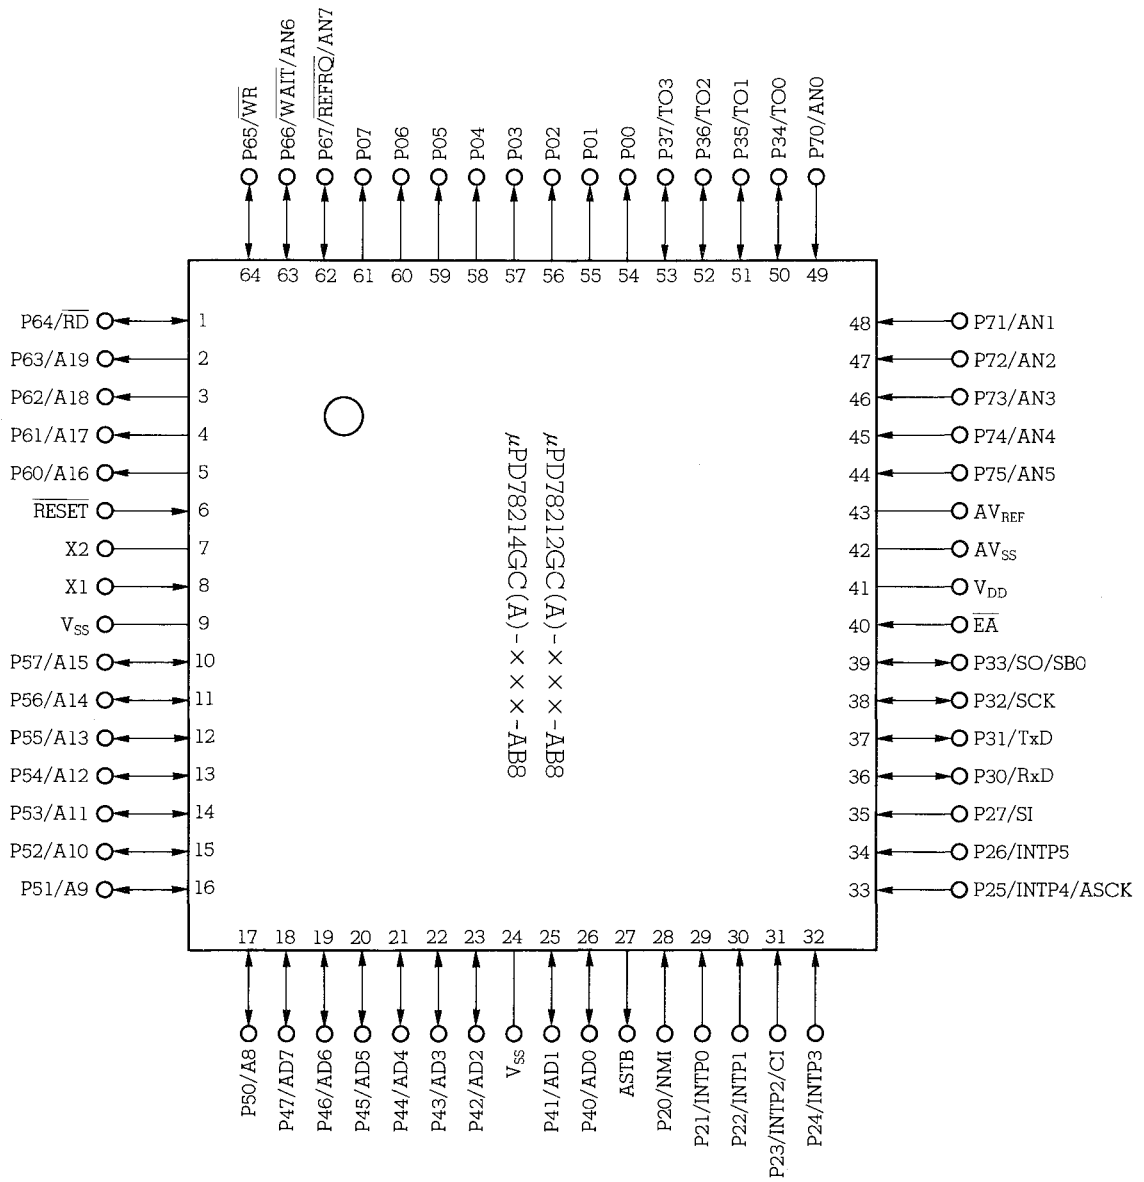 P65/WR
P66/WAIT/AN6
P67/REFRQ/AN7
P07
P06
P05
P04
P03
P02
P01
P00
P37/TO3
P36/TO2
P35/TO1
P34/TO0
P70/AN0
64 63 62 61 60 59 58 57 56 55 54 53 52 51 50 49
P64/RD 1
P63/A19 2
P62/A18 3
P61/A17 4
P60/A16 5
RESET 6
X2 7
X1 8
VSS 9
P57/A15 10
P56/A14 11
P55/A13 12
P54/A12 13
P53/A11 14
P52/A10 15
P51/A9 16
μPD78212GC(A)-×××-AB8
μPD78214GC(A)-×××-AB8
48 P71/AN1
47 P72/AN2
46 P73/AN3
45 P74/AN4
44 P75/AN5
43 AVREF
42 AVSS
41 VDD
40 EA
39 P33/SO/SB0
38 P32/SCK
37 P31/TxD
36 P30/RxD
35 P27/SI
34 P26/INTP5
33 P25/INTP4/ASCK
17 18 19 20 21 22 23 24 25 26 27 28 29 30 31 32
P50/A8
P47/AD7
P46/AD6
P45/AD5
P44/AD4
P43/AD3
P42/AD2
VSS
P41/AD1
P40/AD0
ASTB
P20/NMI
P21/INTP0
P22/INTP1
P23/INTP2/CI
P24/INTP3